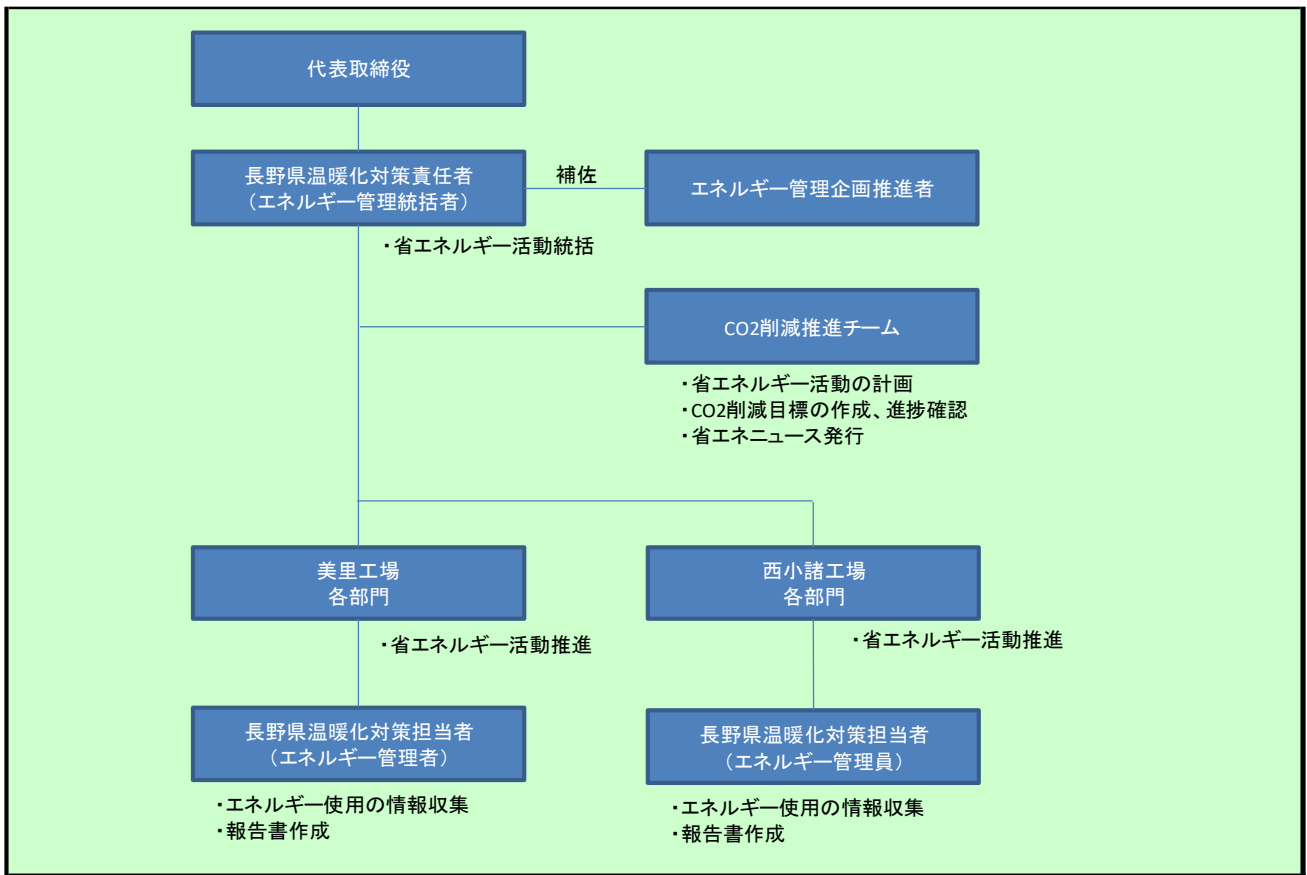 代表取締役
長野県温暖化対策責任者
（エネルギー管理統括者）
補佐
エネルギー管理企画推進者
・省エネルギー活動統括
CO2削減推進チーム
・省エネルギー活動の計画
・CO2削減目標の作成、進捗確認
・省エネニュース発行
美里工場
各部門
・省エネルギー活動推進
西小諸工場
各部門
・省エネルギー活動推進
長野県温暖化対策担当者
（エネルギー管理者）
・エネルギー使用の情報収集
・報告書作成
長野県温暖化対策担当者
（エネルギー管理員）
・エネルギー使用の情報収集
・報告書作成